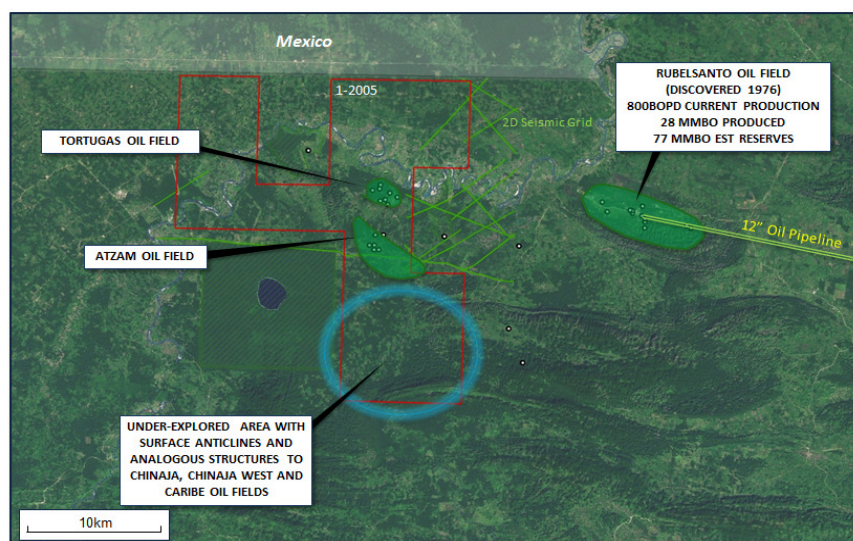 Mexico
1-2005
RUBELSANTO OIL FIELD
(DISCOVERED 1976)
800BOPD CURRENT PRODUCTION
28 MMBO PRODUCED
77 MMBO EST RESERVES
2D Seismic Grid
TORTUGAS OIL FIELD
12" Oil Pipeline
ATZAM OIL FIELD
UNDER-EXPLORED AREA WITH
SURFACE ANTICLINES AND
ANALOGOUS STRUCTURES TO
CHINAJA, CHINAJA WEST AND
CARIBE OIL FIELDS
10km